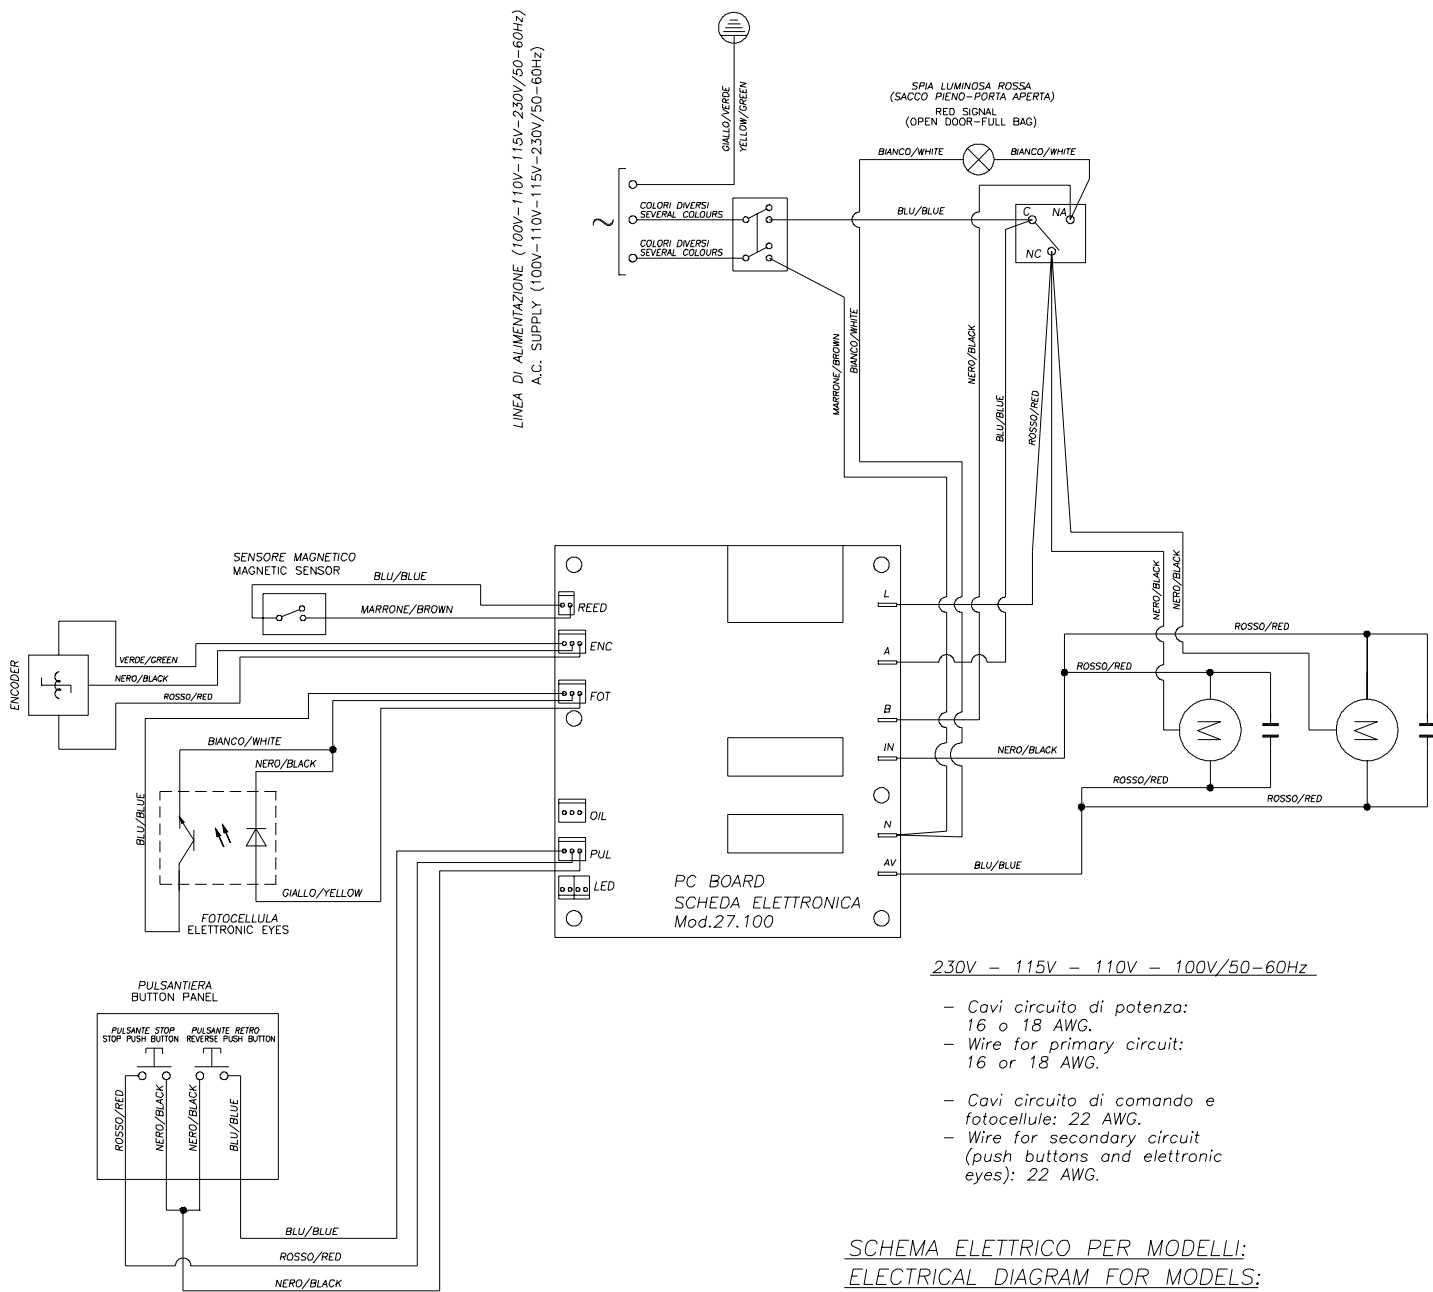 LINEA DI ALIMENTAZIONE (100V-110V-115V-230V/50-60Hz)
A.C. SUPPLY (100V-110V-115V-230V/50-60Hz)
GIALLO/VERDE
YELLOW/GREEN
SPIA LUMINOSA ROSSA
(SACCO PIENO-PORTA APERTA)
RED SIGNAL
(OPEN DOOR-FULL BAG)
BIANCO/WHITE
BIANCO/WHITE
~
COLORI DIVERSI
SEVERAL COLOURS
COLORI DIVERSI
SEVERAL COLOURS
BLU/BLUE
C
NA
NC
MARRONE/BROWN
BIANCO/WHITE
NERO/BLACK
BLU/BLUE
ROSSO/RED
NERO/BLACK
NERO/BLACK
SENSORE MAGNETICO
MAGNETIC SENSOR
BLU/BLUE
MARRONE/BROWN
REED
ENCODER
VERDE/GREEN
NERO/BLACK
ROSSO/RED
ENC
FOT
BIANCO/WHITE
NERO/BLACK
BLU/BLUE
GIALLO/YELLOW
FOTOCELLULA
ELETTRONIC EYES
OIL
PUL
LED
L
A
B
IN
N
AV
PC BOARD
SCHEDA ELETTRONICA
Mod.27.100
ROSSO/RED
ROSSO/RED
NERO/BLACK
M
M
ROSSO/RED
ROSSO/RED
BLU/BLUE
PULSANTIERA
BUTTON PANEL
PULSANTE STOP
STOP PUSH BUTTON
PULSANTE RETRO
REVERSE PUSH BUTTON
ROSSO/RED
NERO/BLACK
NERO/BLACK
BLU/BLUE
BLU/BLUE
ROSSO/RED
NERO/BLACK
230V - 115V - 110V - 100V/50-60Hz
- Cavi circuito di potenza:
16 o 18 AWG.
- Wire for primary circuit:
16 or 18 AWG.
- Cavi circuito di comando e
fotocellule: 22 AWG.
- Wire for secondary circuit
(push buttons and elettronic
eyes): 22 AWG.
SCHEMA ELETTRICO PER MODELLI:
ELECTRICAL DIAGRAM FOR MODELS: